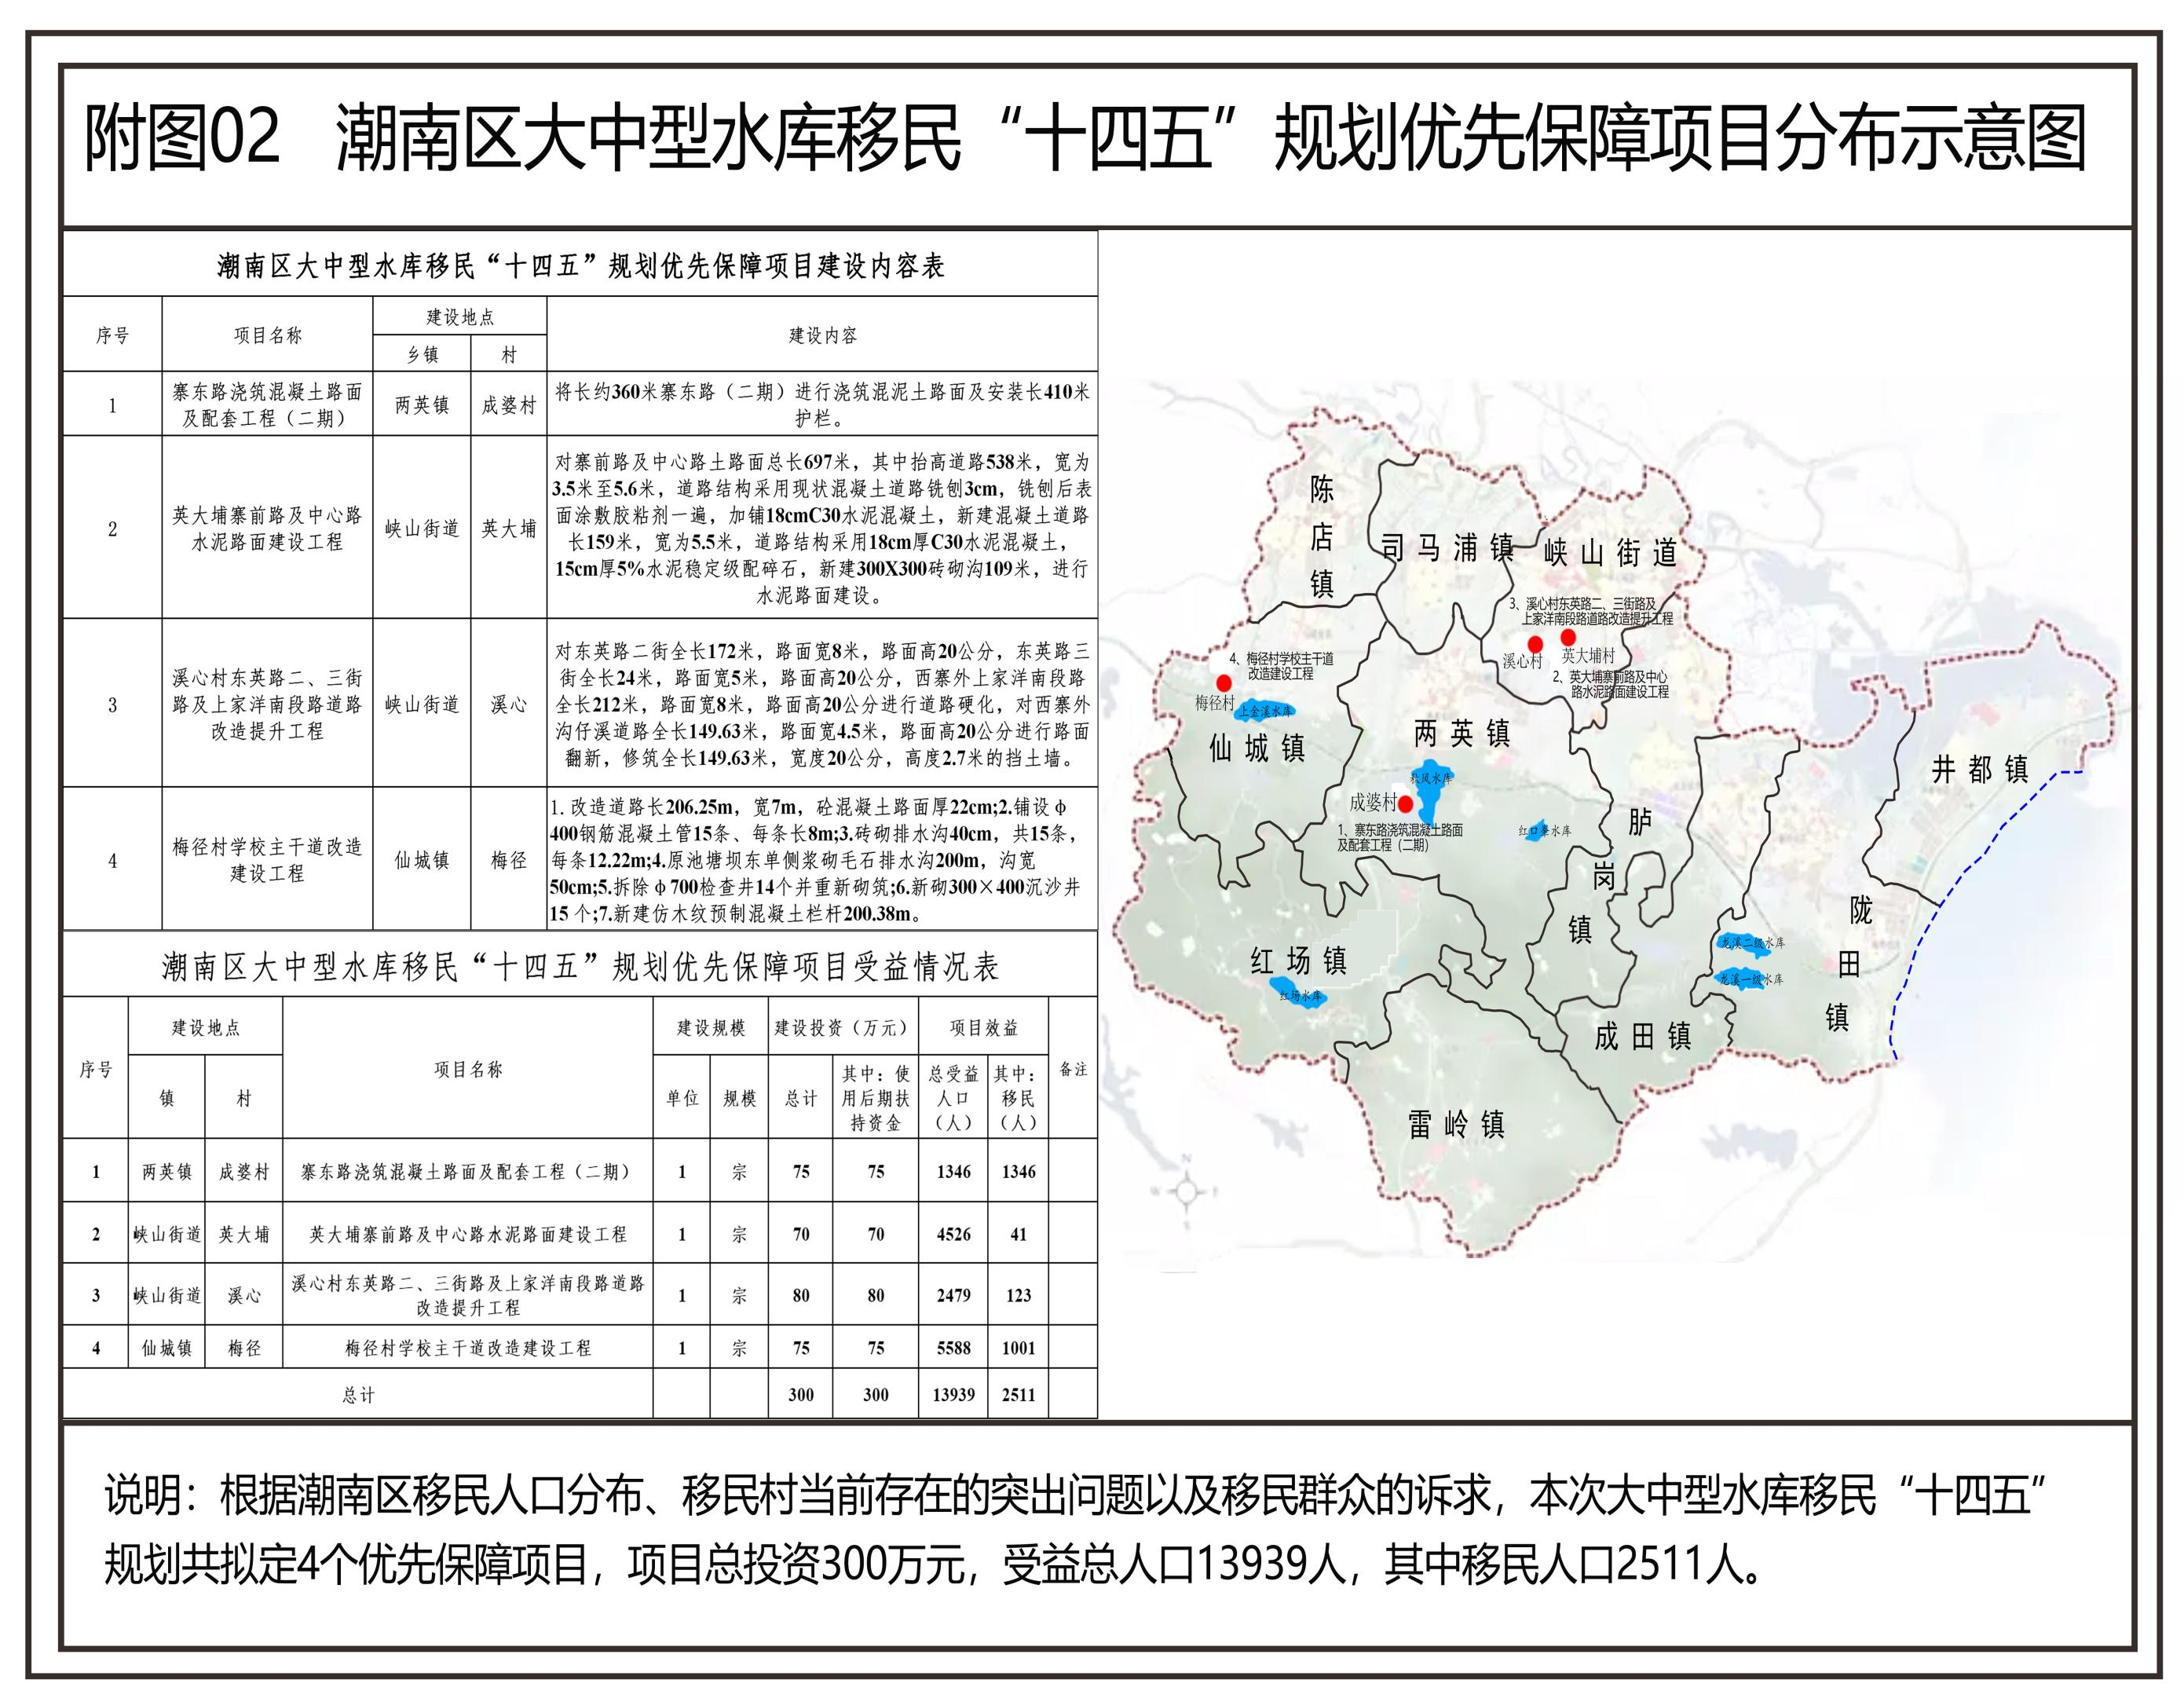 附图02 潮南区大中型水库移民“十四五”规划优先保障项目分布示意图
潮南区大中型水库移民“十四五”规划优先保障项目建设内容表
序号 项目名称 建设地点 建设内容
乡镇 村
1 寨东路浇筑混凝土路面及配套工程（二期） 两英镇 成婆村
将长约360米寨东路（二期）进行浇筑混泥土路面及安装长410米
护栏。
2 英大埔寨前路及中心路水泥路面建设工程 峡山街道 英大埔
对寨前路及中心路土路面总长697米，其中抬高道路538米，宽为
3.5米至5.6米，道路结构采用现状混凝土道路铣刨3cm，铣刨后表
面涂敷胶粘剂一遍，加铺18cmC30水泥混凝土，新建混凝土道路
长159米，宽为5.5米，道路结构采用18cm厚C30水泥混凝土，
15cm厚5%水泥稳定级配碎石，新建300X300砖砌沟109米，进行
水泥路面建设。
3 溪心村东英路二、三街路及上家洋南段路道路改造提升工程 峡山街道 溪心
对东英路二街全长172米，路面宽8米，路面高20公分，东英路三
街全长24米，路面宽5米，路面高20公分，西寨外上家洋南段路
全长212米，路面宽8米，路面高20公分进行道路硬化，对西寨外
沟仔溪道路全长149.63米，路面宽4.5米，路面高20公分进行路面
翻新，修筑全长149.63米，宽度20公分，高度2.7米的挡土墙。
4 梅径村学校主干道改造建设工程 仙城镇 梅径
1.改造道路长206.25m，宽7m，砼混凝土路面厚22cm;2.铺设φ
400钢筋混凝土管15条、每条长8m;3.砖砌排水沟40cm，共15条，
每条12.22m;4.原池塘坝东单侧浆砌毛石排水沟200m，沟宽
50cm;5.拆除φ700检查井14个并重新砌筑;6.新砌300×400沉沙井
15个;7.新建仿木纹预制混凝土栏杆200.38m。
潮南区大中型水库移民“十四五”规划优先保障项目受益情况表
序号 建设地点 项目名称 建设规模 建设投资（万元） 项目效益 备注
镇 村 单位 规模 总计 其中：使用后期扶持资金 总受益人口（人） 其中：移民（人）
1 两英镇 成婆村 寨东路浇筑混凝土路面及配套工程（二期） 1 宗 75 75 1346 1346
2 峡山街道 英大埔 英大埔寨前路及中心路水泥路面建设工程 1 宗 70 70 4526 41
3 峡山街道 溪心 溪心村东英路二、三街路及上家洋南段路道路改造提升工程 1 宗 80 80 2479 123
4 仙城镇 梅径 梅径村学校主干道改造建设工程 1 宗 75 75 5588 1001
总计 300 300 13939 2511
陈店镇
司马浦镇
峡山街道
3、溪心村东英路二、三街路及
上家洋南段路道路改造提升工程
溪心村
英大埔村
2、英大埔寨前路及中心
路水泥路面建设工程
4、梅径村学校主干道
改造建设工程
梅径村
上金溪水库
仙城镇
两英镇
秋风水库
成婆村
1、寨东路浇筑混凝土路面
及配套工程（二期）
胪岗镇
井都镇
陇田镇
龙溪二级水库
龙溪一级水库
红场镇
红场水库
成田镇
雷岭镇
N
W
E
S
说明：根据潮南区移民人口分布、移民村当前存在的突出问题以及移民群众的诉求，本次大中型水库移民“十四五”
规划共拟定4个优先保障项目，项目总投资300万元，受益总人口13939人，其中移民人口2511人。